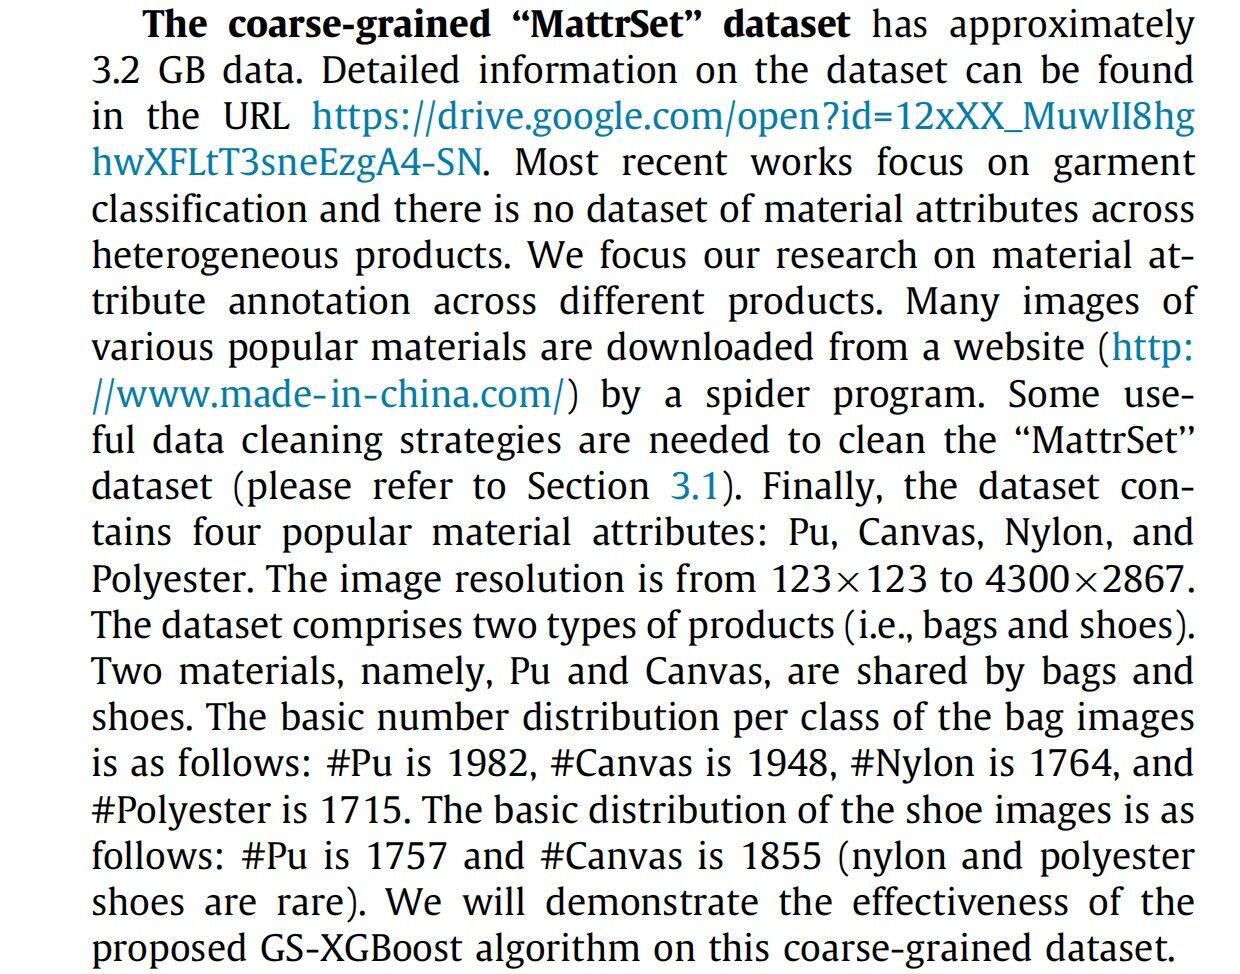 The coarse-grained “MattrSet” dataset has approximately
3.2 GB data. Detailed information on the dataset can be found
in the URL https://drive.google.com/open?id=12xXX_MuwII8hg
hwXFLtT3sneEzgA4-SN. Most recent works focus on garment
classification and there is no dataset of material attributes across
heterogeneous products. We focus our research on material at-
tribute annotation across different products. Many images of
various popular materials are downloaded from a website (http:
//www.made-in-china.com/) by a spider program. Some use-
ful data cleaning strategies are needed to clean the “MattrSet”
dataset (please refer to Section 3.1). Finally, the dataset con-
tains four popular material attributes: Pu, Canvas, Nylon, and
Polyester. The image resolution is from 123×123 to 4300×2867.
The dataset comprises two types of products (i.e., bags and shoes).
Two materials, namely, Pu and Canvas, are shared by bags and
shoes. The basic number distribution per class of the bag images
is as follows: #Pu is 1982, #Canvas is 1948, #Nylon is 1764, and
#Polyester is 1715. The basic distribution of the shoe images is as
follows: #Pu is 1757 and #Canvas is 1855 (nylon and polyester
shoes are rare). We will demonstrate the effectiveness of the
proposed GS-XGBoost algorithm on this coarse-grained dataset.